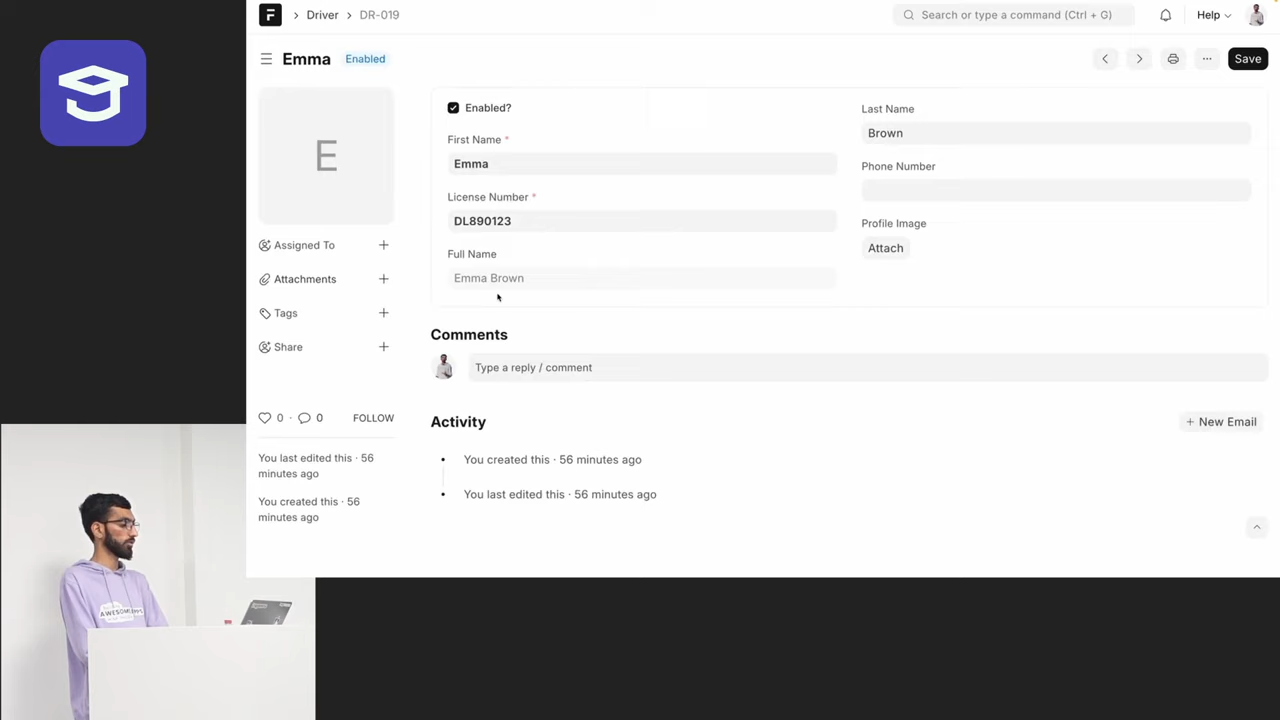 F
Driver
DR-019
Search or type a command (Ctrl + G)
Help
Emma
Enabled
Save
E
Enabled?
First Name *
Emma
License Number *
DL890123
Full Name
Emma Brown
Last Name
Brown
Phone Number
Profile Image
Attach
Assigned To
Attachments
Tags
Share
0 · 0 FOLLOW
You last edited this · 56
minutes ago
You created this · 56
minutes ago
Comments
Type a reply / comment
Activity
+ New Email
You created this · 56 minutes ago
You last edited this · 56 minutes ago
AWESOME